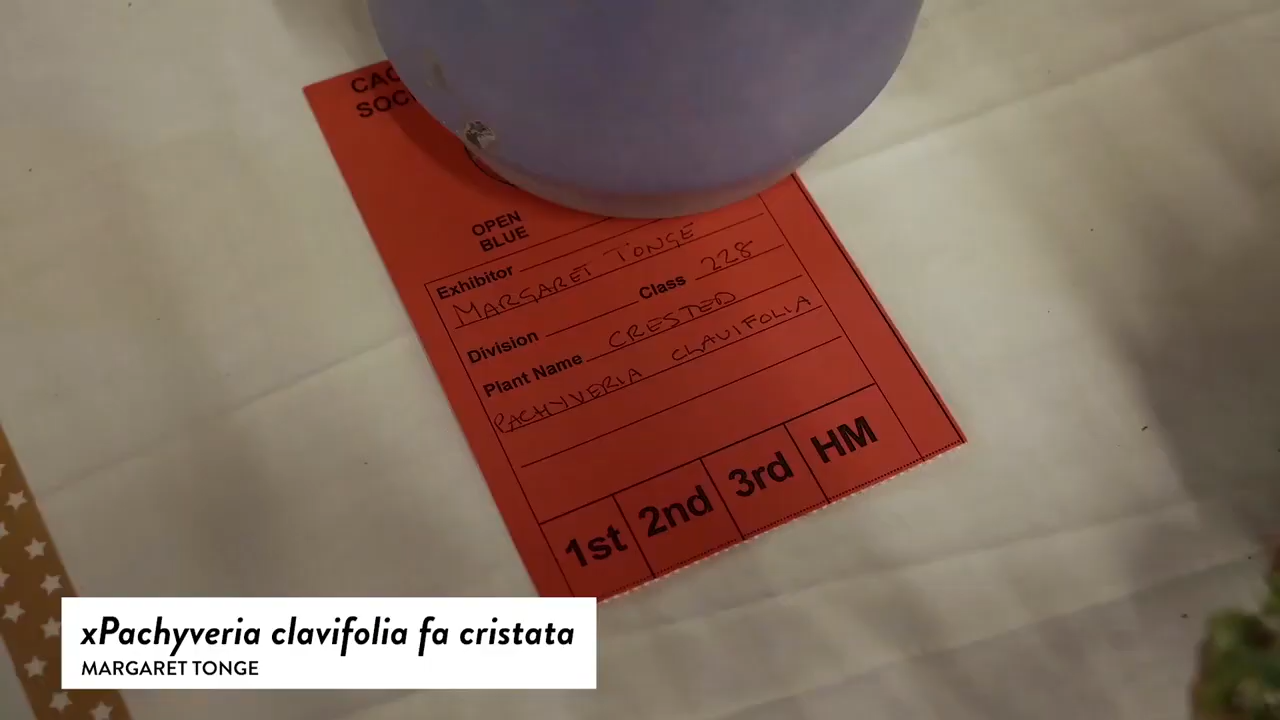 CAC
SOCI
OPEN
BLUE
Exhibitor
MARGARET TONGE
Class 228
Division
CRESTED
Plant Name
PACHYVERIA CLAVIFOLIA
1st 2nd 3rd HM
xPachyveria clavifolia fa cristata
MARGARET TONGE